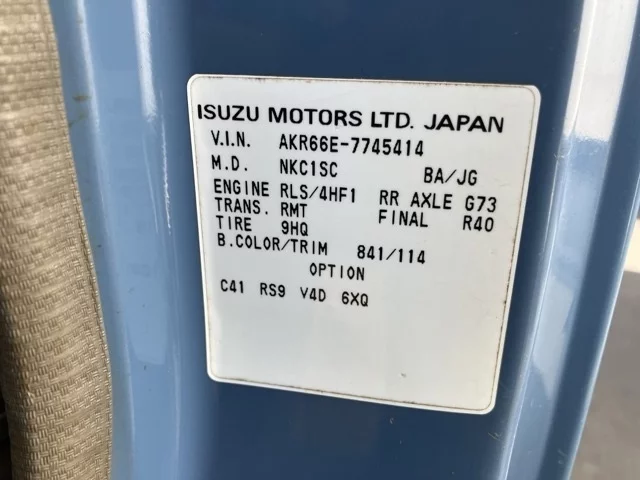 ISUZU MOTORS LTD. JAPAN
V.I.N. AKR66E-7745414
M.D. NKC1SC BA/JG
ENGINE RLS/4HF1 RR AXLE G73
TRANS. RMT FINAL R40
TIRE 9HQ
B.COLOR/TRIM 841/114
OPTION
C41 RS9 V4D 6XQ